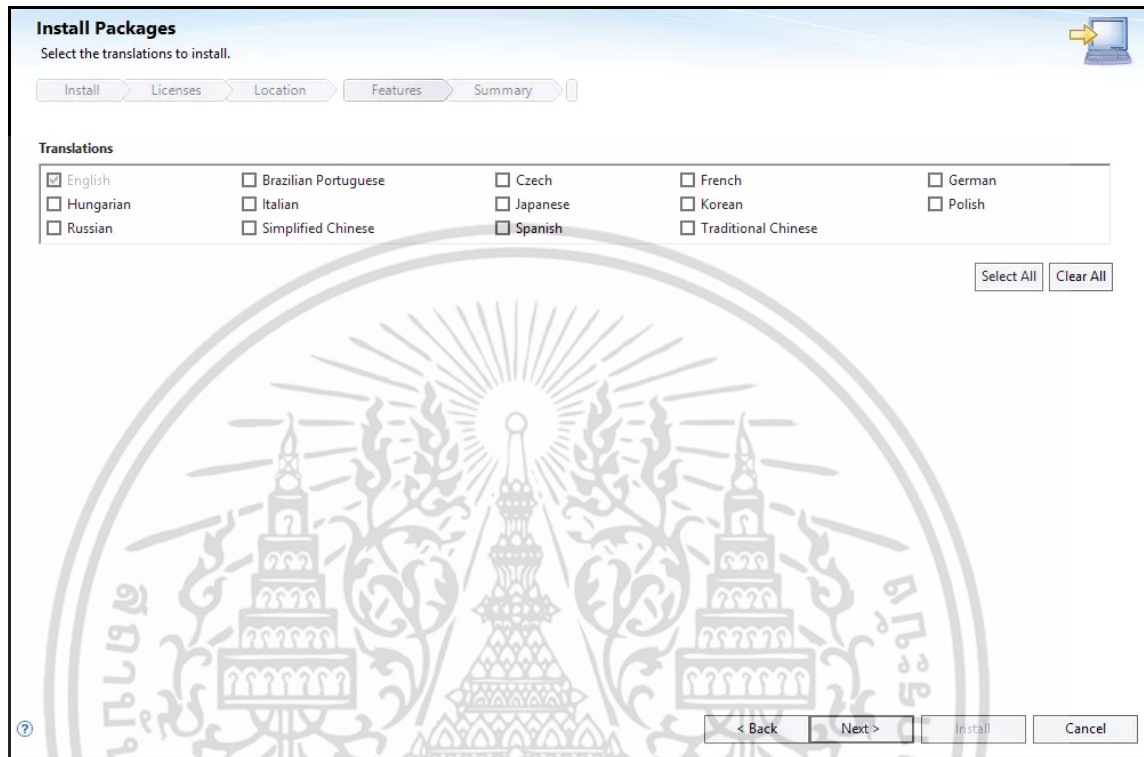 Install Packages
Select the translations to install.
Install Licenses Location Features Summary
Translations
English Brazilian Portuguese Czech French German
Hungarian Italian Japanese Korean Polish
Russian Simplified Chinese Spanish Traditional Chinese
Select All Clear All
? < Back Next > Install Cancel